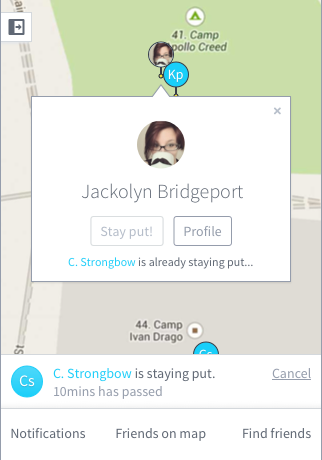 41. Camp
pollo Creed
Kp
×
Jackolyn Bridgeport
Stay put!
Profile
C. Strongbow is already staying put...
44. Camp
Ivan Drago
Cs
Cs
C. Strongbow is staying put.
Cancel
10mins has passed
Notifications
Friends on map
Find friends